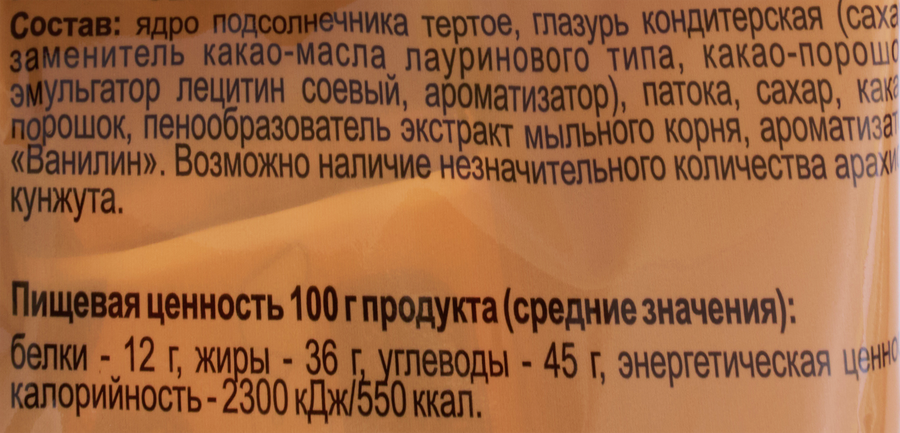 Состав: ядро подсолнечника тертое, глазурь кондитерская (саха
заменитель какао-масла лауринового типа, какао-порошо
эмульгатор лецитин соевый, ароматизатор), патока, сахар, кака
порошок, пенообразователь экстракт мыльного корня, ароматизат
«Ванилин». Возможно наличие незначительного количества арахи
кунжута.
Пищевая ценность 100 г продукта (средние значения):
белки - 12 г, жиры - 36 г, углеводы - 45 г, энергетическая ценно
калорийность - 2300 кДж/550 ккал.